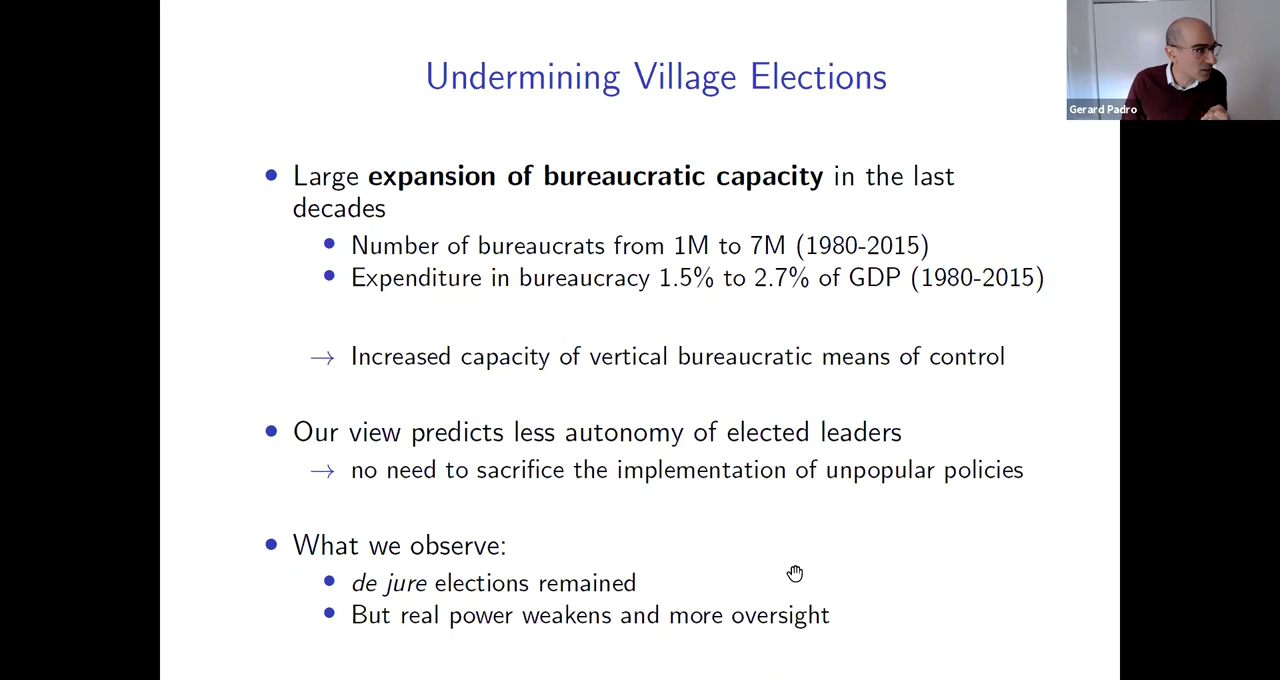 Undermining Village Elections
Gerard Padro
• Large expansion of bureaucratic capacity in the last
decades
• Number of bureaucrats from 1M to 7M (1980-2015)
• Expenditure in bureaucracy 1.5% to 2.7% of GDP (1980-2015)
→ Increased capacity of vertical bureaucratic means of control
• Our view predicts less autonomy of elected leaders
→ no need to sacrifice the implementation of unpopular policies
• What we observe:
• de jure elections remained
• But real power weakens and more oversight